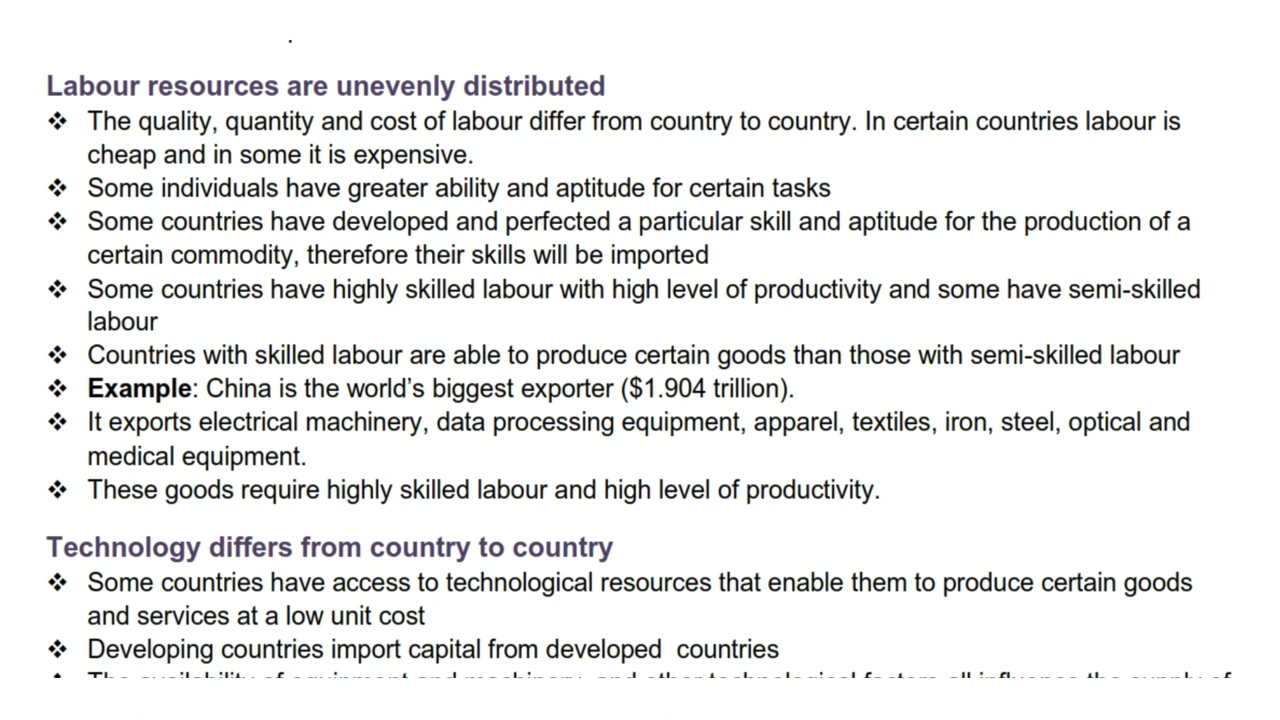 Labour resources are unevenly distributed
❖ The quality, quantity and cost of labour differ from country to country. In certain countries labour is
cheap and in some it is expensive.
❖ Some individuals have greater ability and aptitude for certain tasks
❖ Some countries have developed and perfected a particular skill and aptitude for the production of a
certain commodity, therefore their skills will be imported
❖ Some countries have highly skilled labour with high level of productivity and some have semi-skilled
labour
❖ Countries with skilled labour are able to produce certain goods than those with semi-skilled labour
❖ Example: China is the world’s biggest exporter ($1.904 trillion).
❖ It exports electrical machinery, data processing equipment, apparel, textiles, iron, steel, optical and
medical equipment.
❖ These goods require highly skilled labour and high level of productivity.
Technology differs from country to country
❖ Some countries have access to technological resources that enable them to produce certain goods
and services at a low unit cost
❖ Developing countries import capital from developed countries